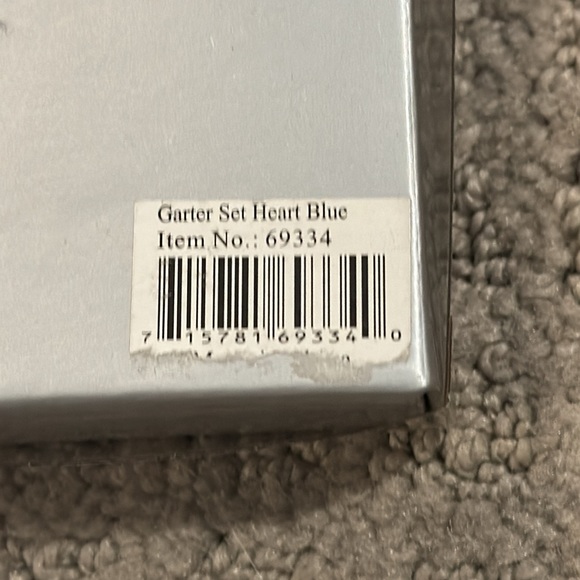 Garter Set Heart Blue
Item No.: 69334
7 15781 69334 0